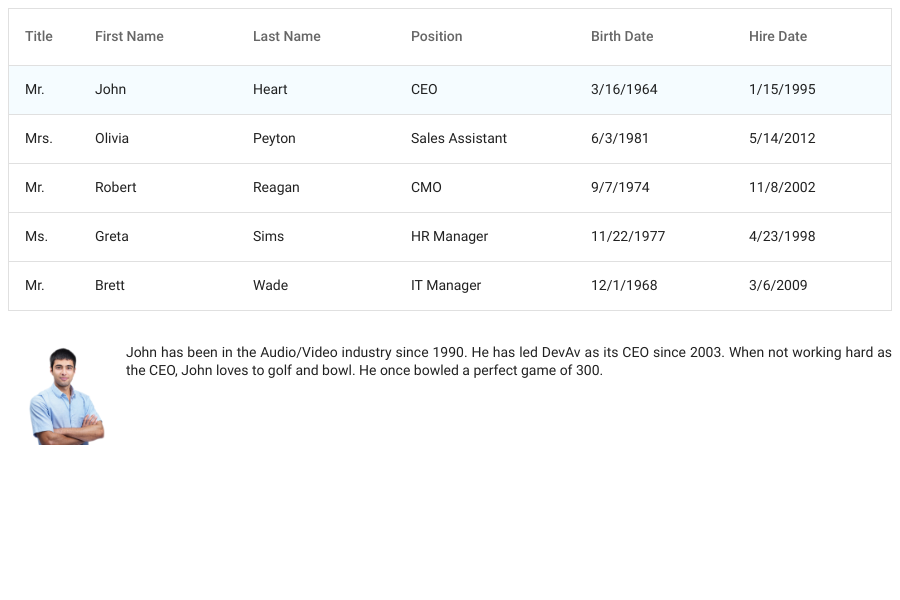 Title First Name Last Name Position Birth Date Hire Date
Mr. John Heart CEO 3/16/1964 1/15/1995
Mrs. Olivia Peyton Sales Assistant 6/3/1981 5/14/2012
Mr. Robert Reagan CMO 9/7/1974 11/8/2002
Ms. Greta Sims HR Manager 11/22/1977 4/23/1998
Mr. Brett Wade IT Manager 12/1/1968 3/6/2009
John has been in the Audio/Video industry since 1990. He has led DevAv as its CEO since 2003. When not working hard as
the CEO, John loves to golf and bowl. He once bowled a perfect game of 300.